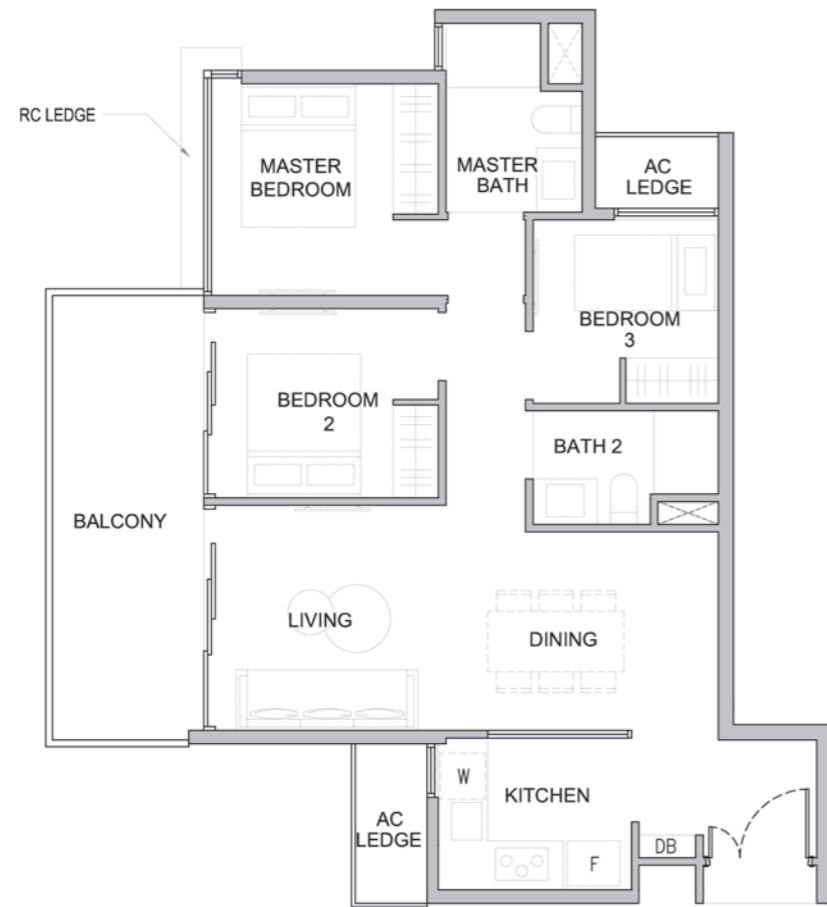 RC LEDGE
MASTER
BEDROOM
MASTER
BATH
AC
LEDGE
BEDROOM
3
BEDROOM
2
BATH 2
BALCONY
LIVING
DINING
W
KITCHEN
AC
LEDGE
F
DB